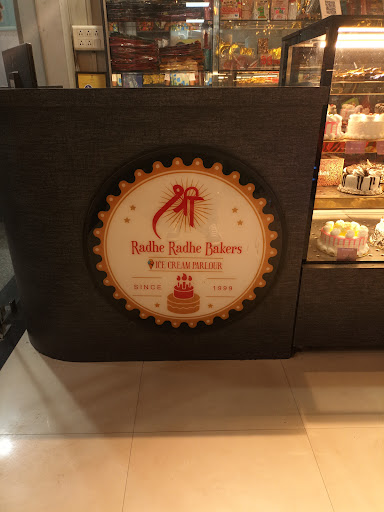 श्री
Radhe Radhe Bakers
ICE CREAM PARLOUR
SINCE 1999